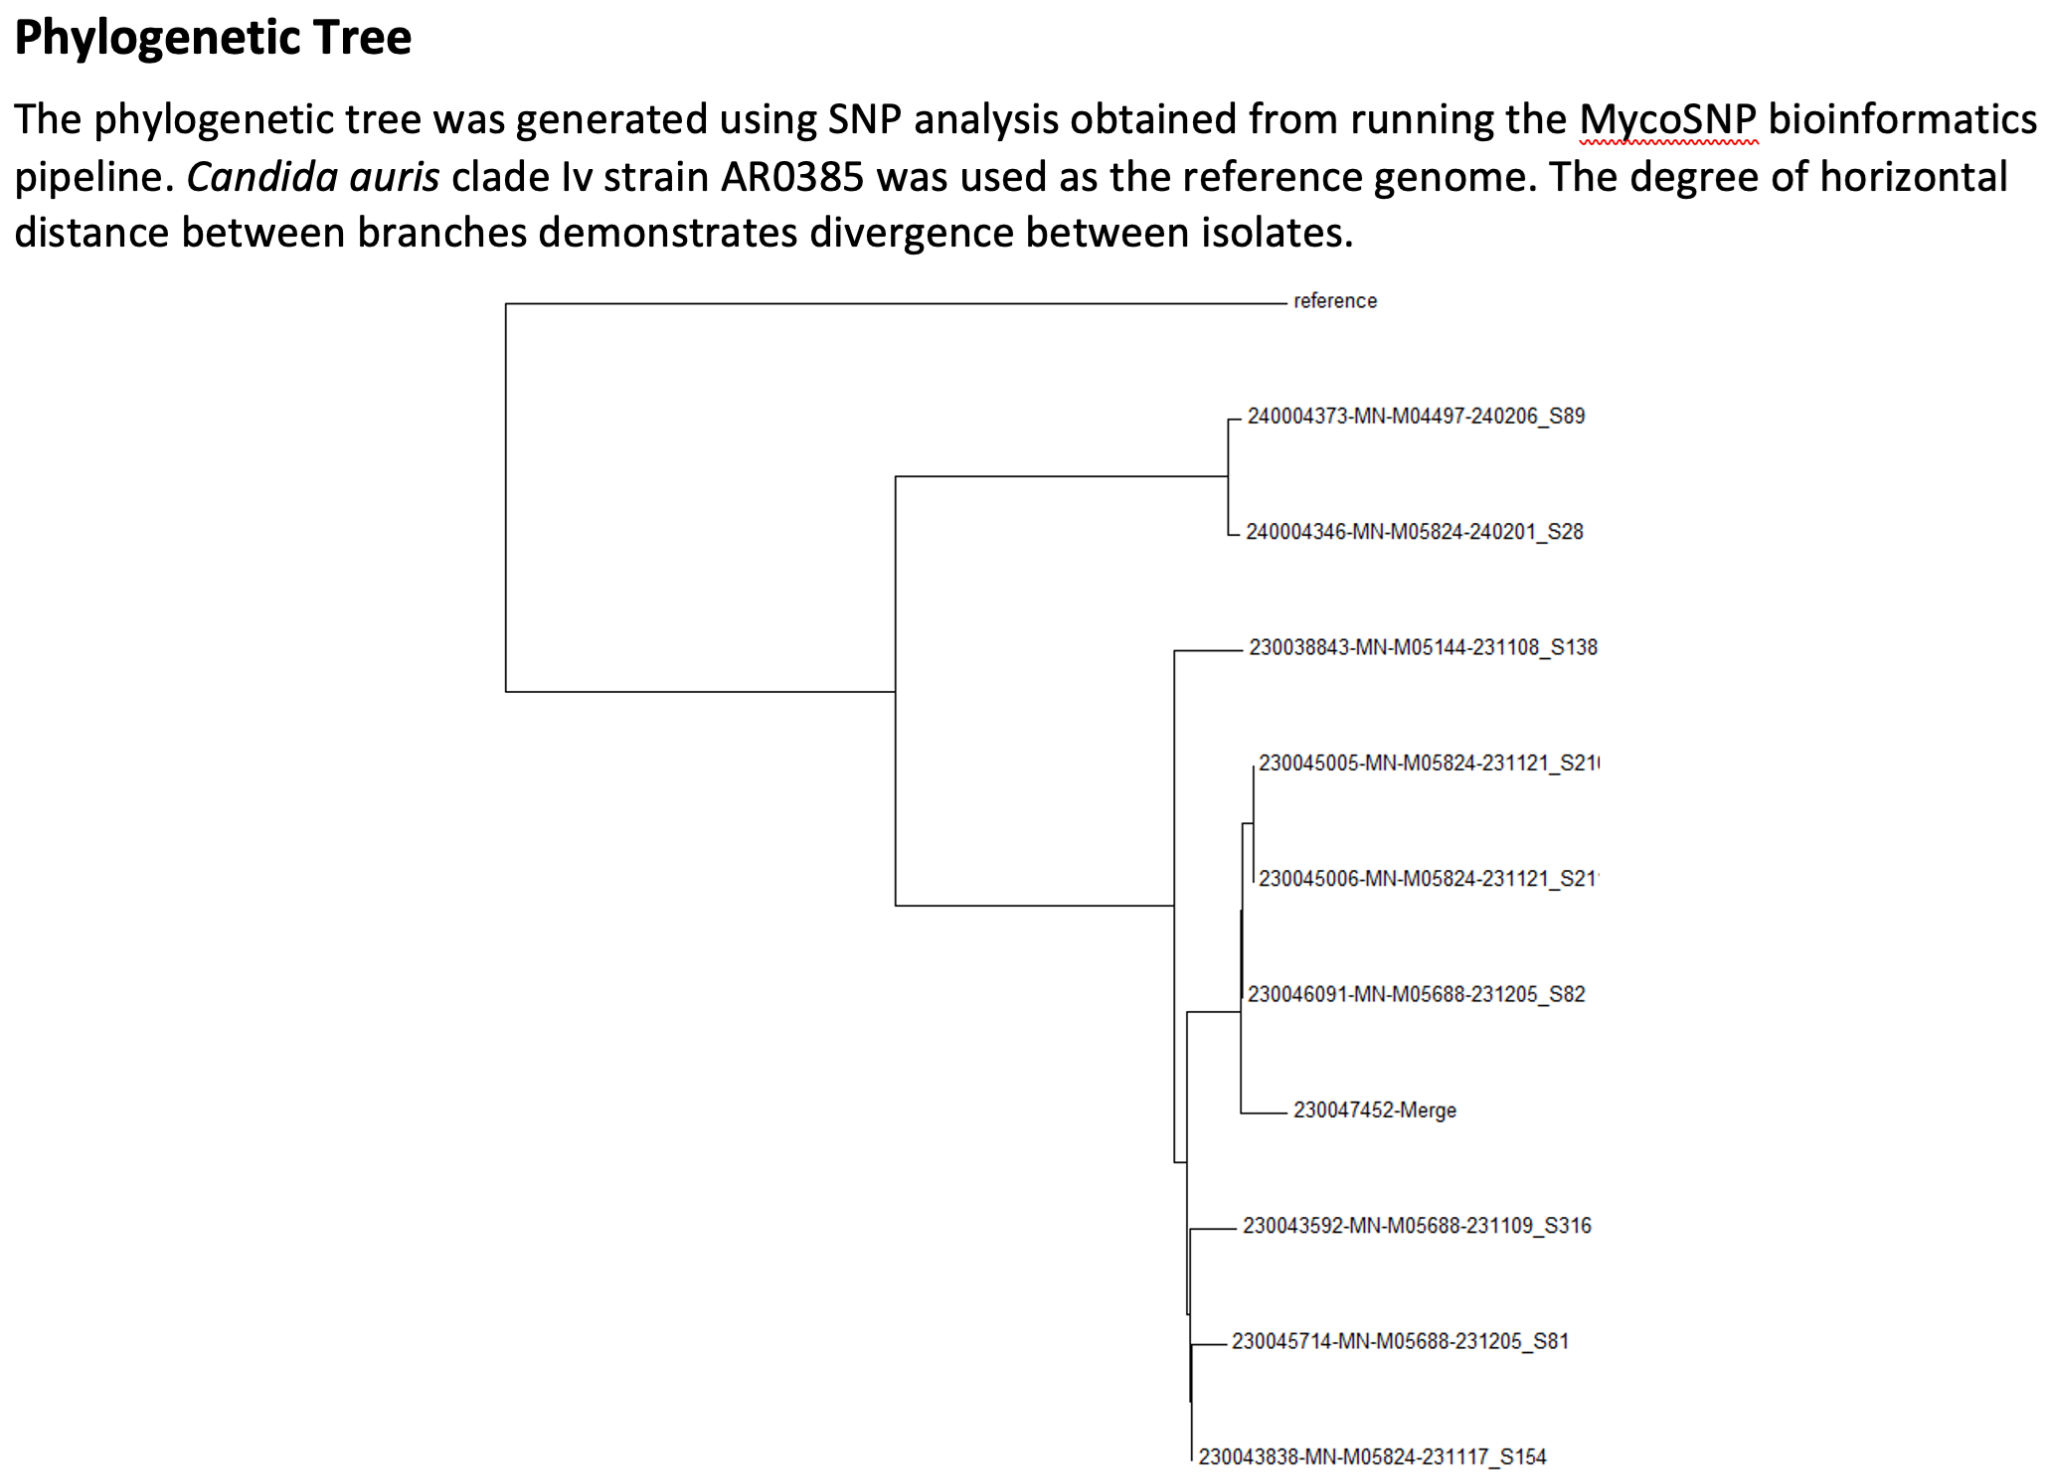 Phylogenetic Tree
The phylogenetic tree was generated using SNP analysis obtained from running the MycoSNP bioinformatics
pipeline. Candida auris clade Iv strain AR0385 was used as the reference genome. The degree of horizontal
distance between branches demonstrates divergence between isolates.
reference
240004373-MN-M04497-240206_S89
240004346-MN-M05824-240201_S28
230038843-MN-M05144-231108_S138
230045005-MN-M05824-231121_S21
230045006-MN-M05824-231121_S21
230046091-MN-M05688-231205_S82
230047452-Merge
230043592-MN-M05688-231109_S316
230045714-MN-M05688-231205_S81
230043838-MN-M05824-231117_S154